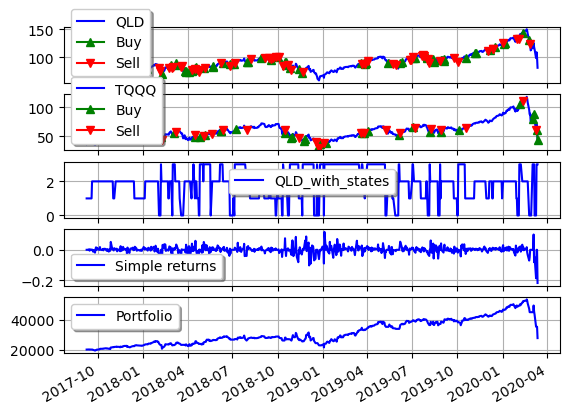 150
100
QLD
Buy
Sell
100
50
TQQQ
Buy
Sell
2
0
QLD_with_states
0.0
−0.2
Simple returns
40000
20000
Portfolio
2017-10
2018-01
2018-04
2018-07
2018-10
2019-01
2019-04
2019-07
2019-10
2020-01
2020-04